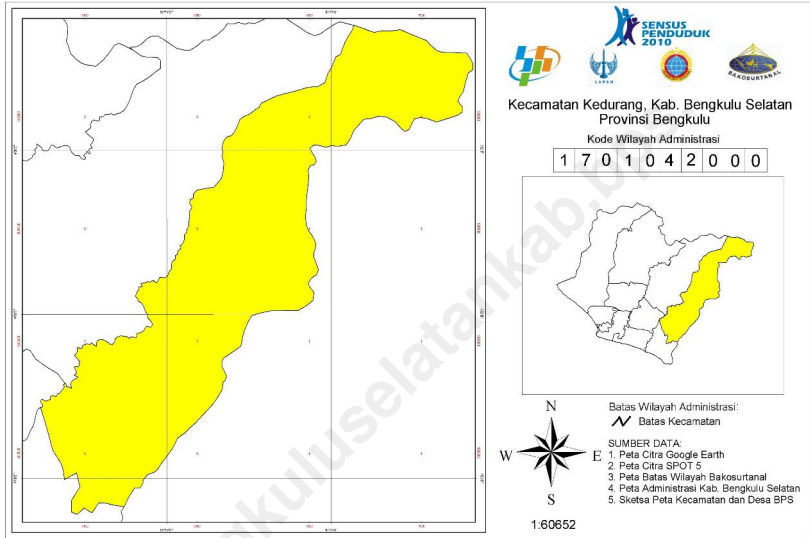 SENSUS
PENDUDUK
2010
LAPAN
BAKOSURTANAL
Kecamatan Kedurang, Kab. Bengkulu Selatan
Provinsi Bengkulu
Kode Wilayah Administrasi
1 7 0 1 0 4 2 0 0 0
N
W E
S
1:60652
Batas Wilayah Administrasi:
Batas Kecamatan
SUMBER DATA:
1. Peta Citra Google Earth
2. Peta Citra SPOT 5
3. Peta Batas Wilayah Bakosurtanal
4. Peta Administrasi Kab. Bengkulu Selatan
5. Sketsa Peta Kecamatan dan Desa BPS
gkuluselatankab.bps